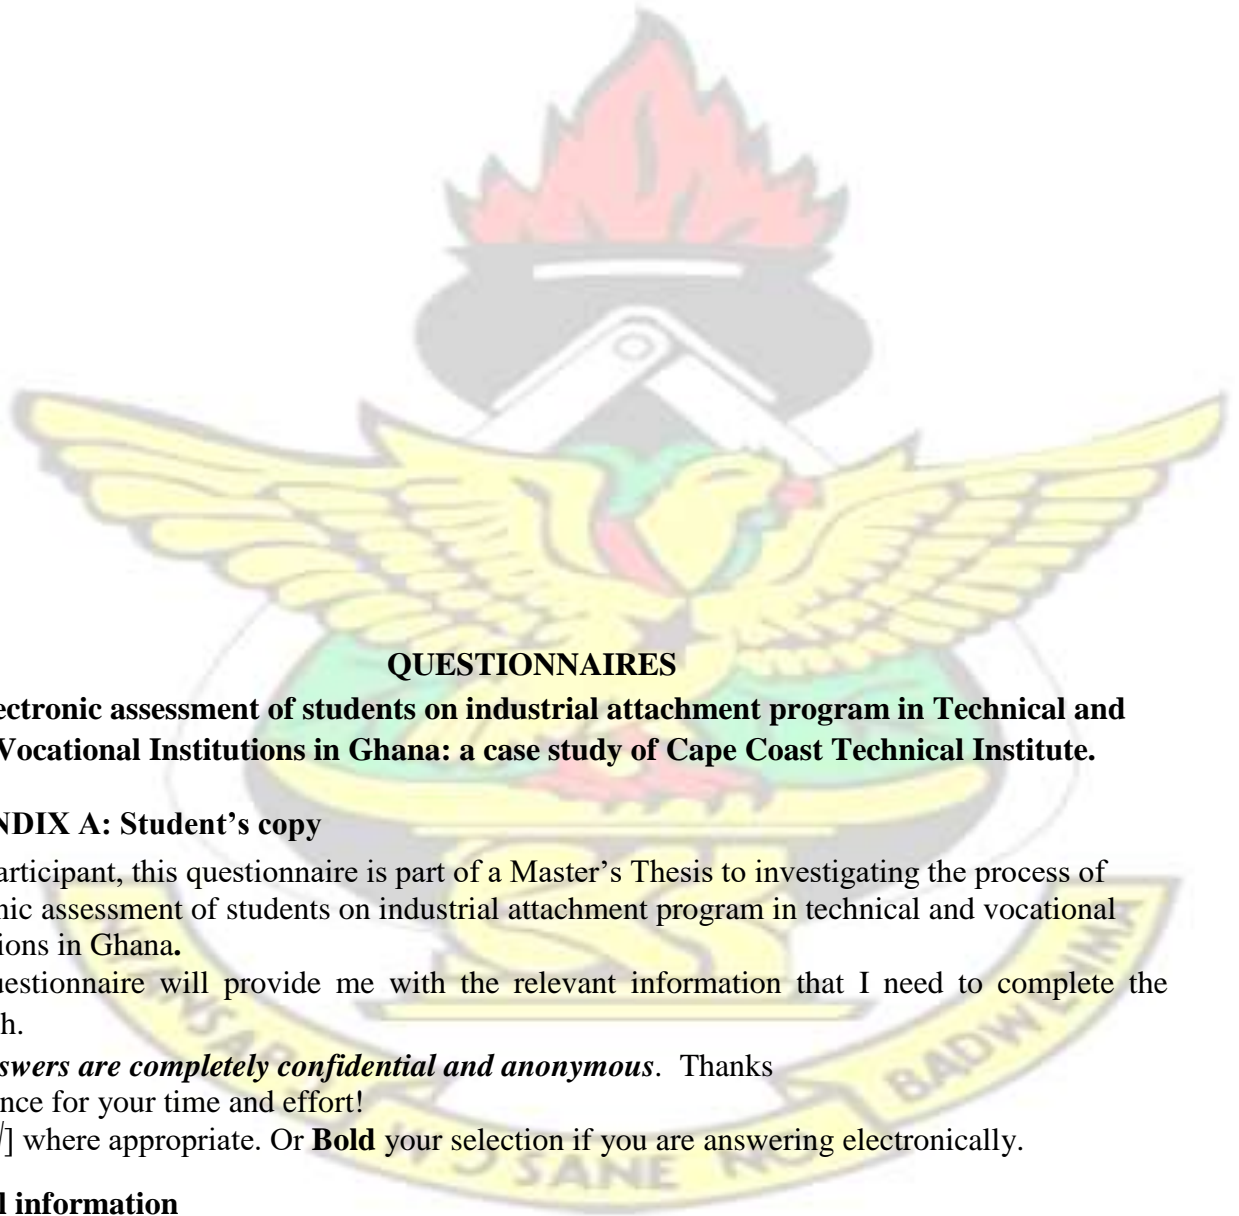 QUESTIONNAIRES
ectronic assessment of students on industrial attachment program in Technical and
Vocational Institutions in Ghana: a case study of Cape Coast Technical Institute.
NDIX A: Student’s copy
articipant, this questionnaire is part of a Master’s Thesis to investigating the process of
nic assessment of students on industrial attachment program in technical and vocational
ions in Ghana.
uestionnaire will provide me with the relevant information that I need to complete the
h.
swers are completely confidential and anonymous. Thanks
nce for your time and effort!
√] where appropriate. Or Bold your selection if you are answering electronically.
l information
WO SANE NO
BADWENMA